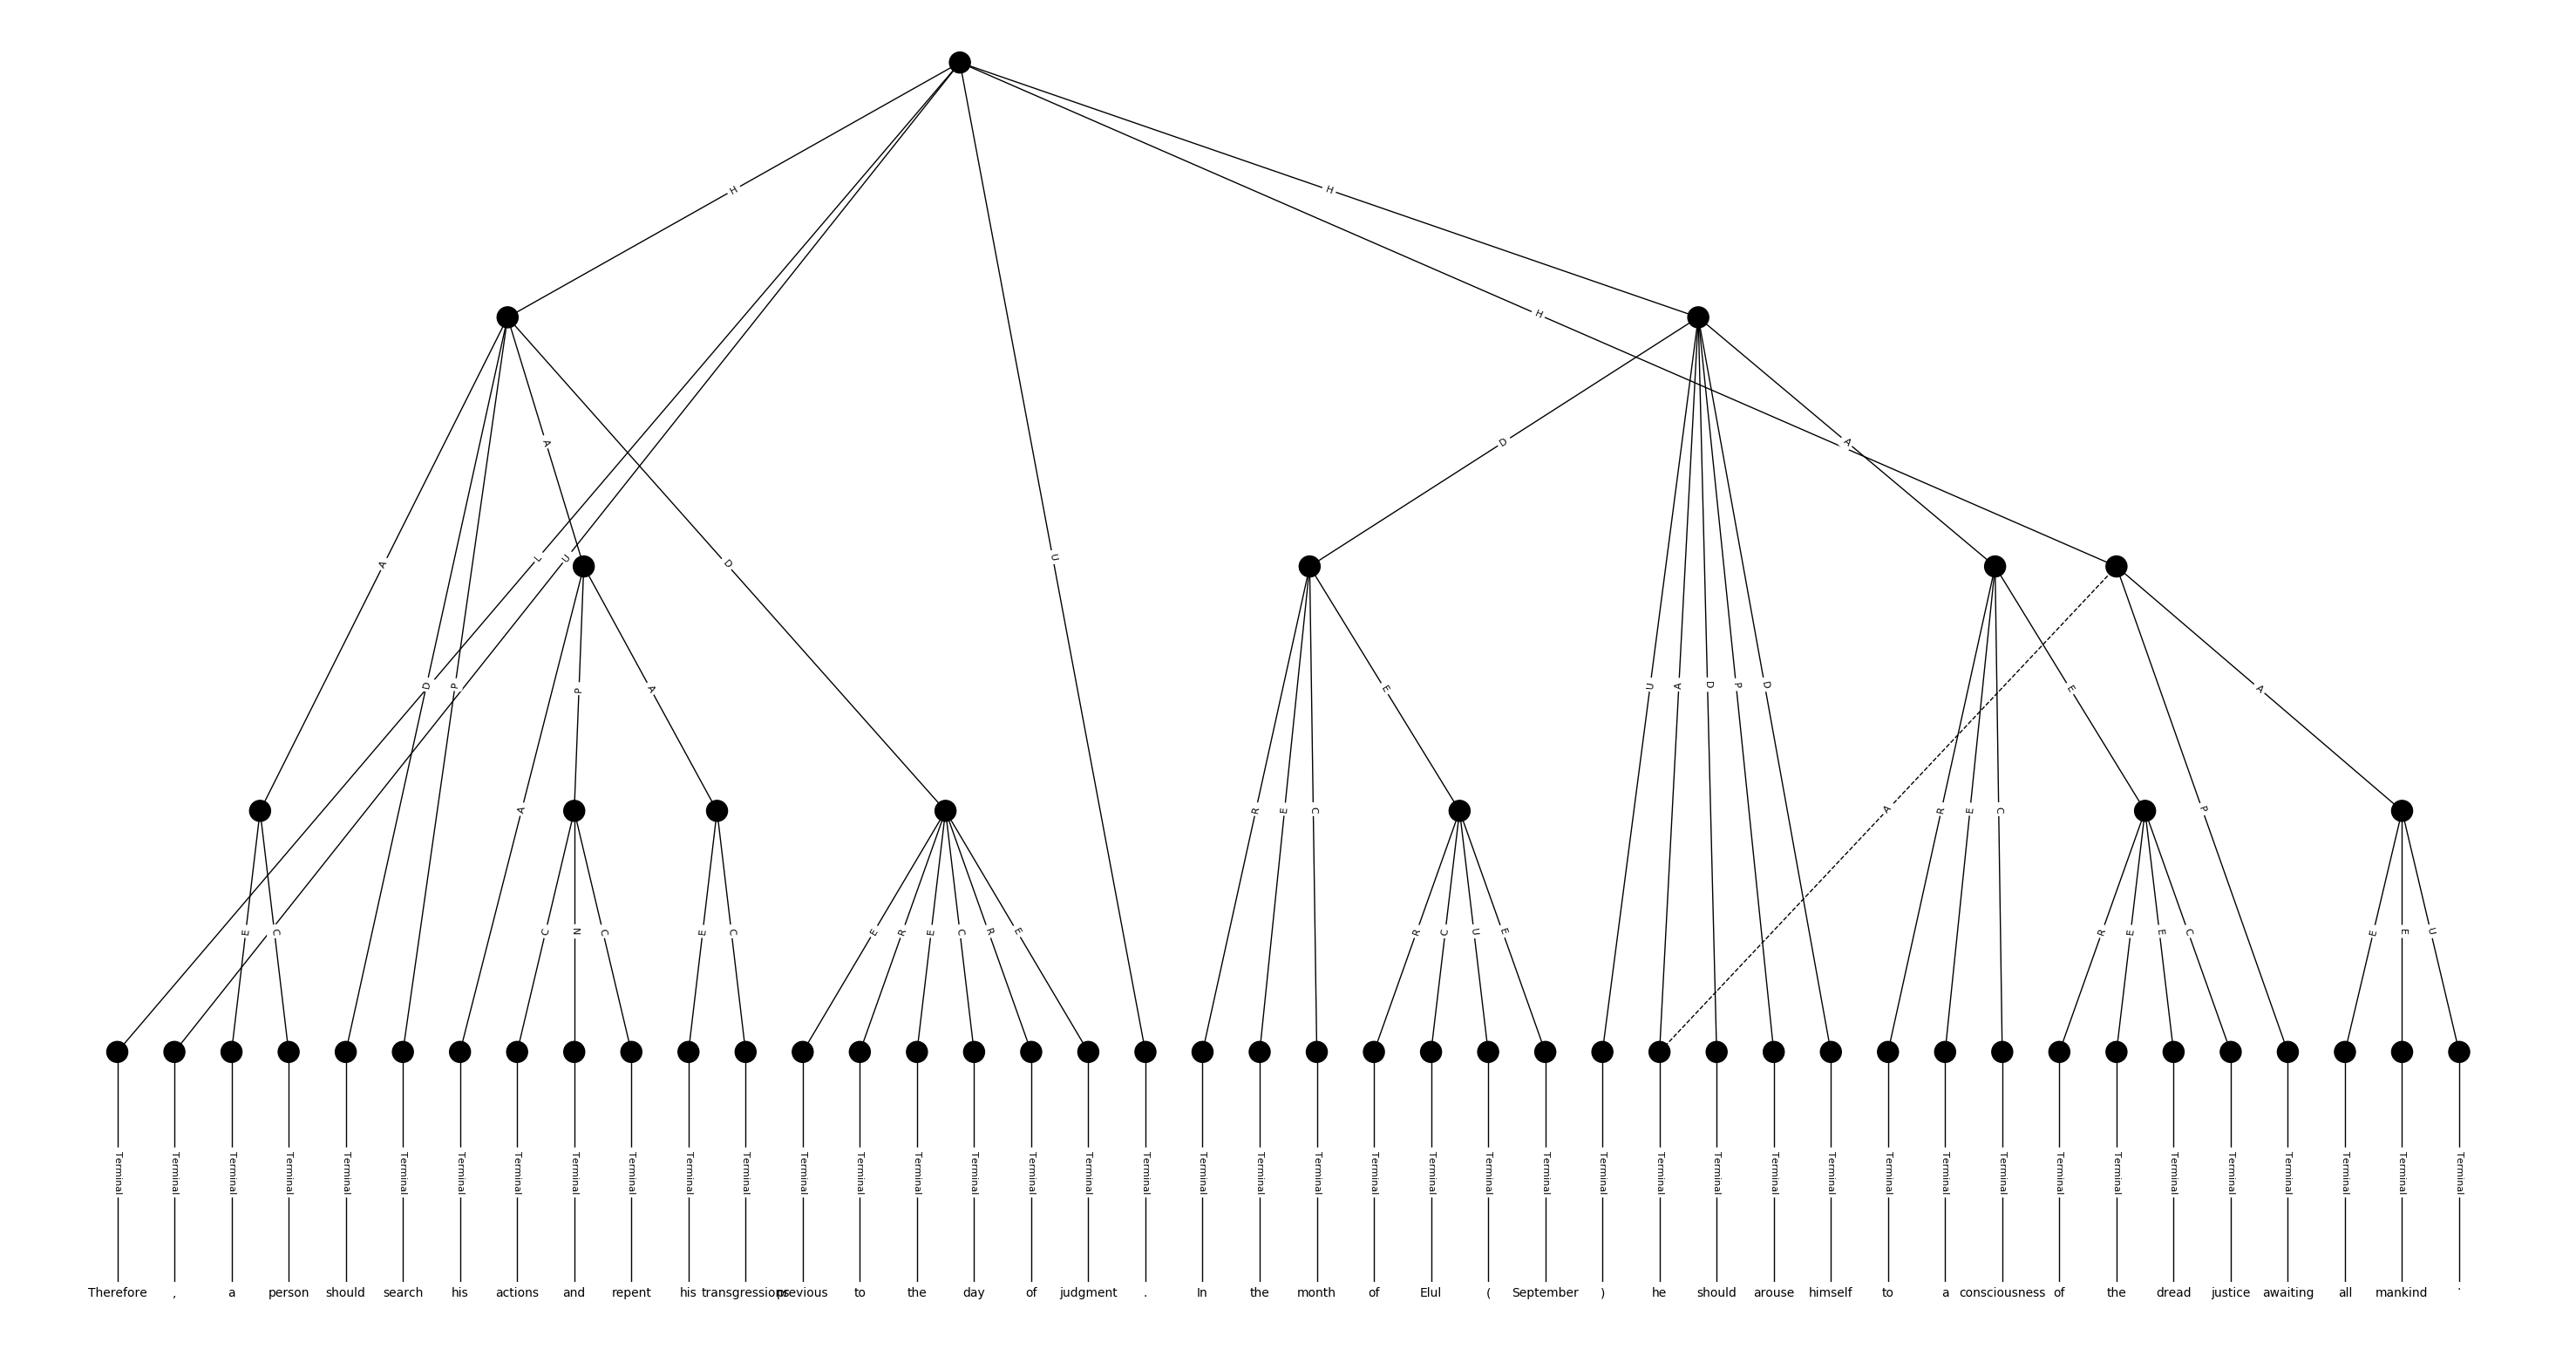 H H
H
D A A
A L U D U
D P P A E U A D P D E A
A R E C A R E C P
E C C N C E C E R E C R E R C U E R E E C E E U
Terminal Terminal Terminal Terminal Terminal Terminal Terminal Terminal Terminal Terminal Terminal Terminal Terminal Terminal Terminal Terminal Terminal Terminal Terminal Terminal Terminal Terminal Terminal Terminal Terminal Terminal Terminal Terminal Terminal Terminal Terminal Terminal Terminal Terminal Terminal Terminal Terminal Terminal Terminal Terminal Terminal Terminal
Therefore , a person should search his actions and repent his transgressions previous to the day of judgment . In the month of Elul ( September ) he should arouse himself to a consciousness of the dread justice awaiting all mankind .